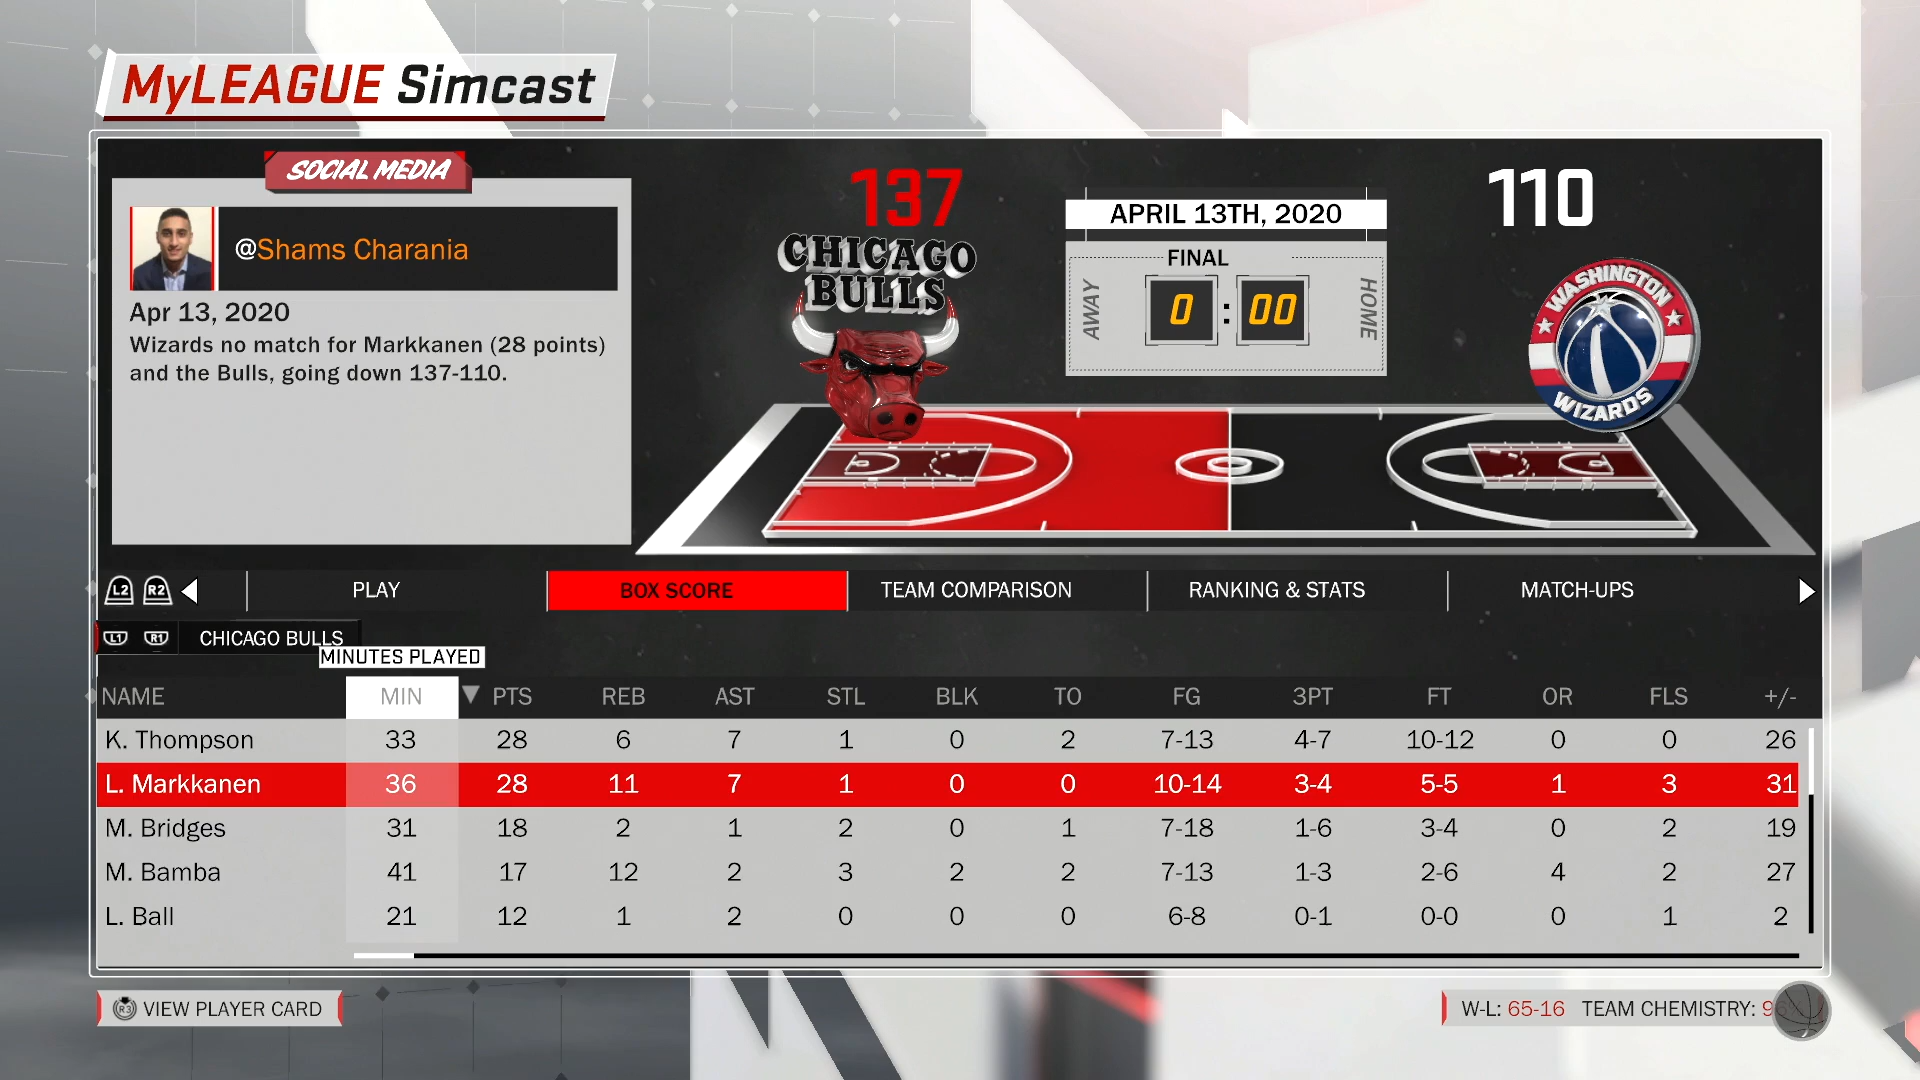 MyLEAGUE Simcast
SOCIAL MEDIA
@Shams Charania
Apr 13, 2020
Wizards no match for Markkanen (28 points)
and the Bulls, going down 137-110.
137
CHICAGO
BULLS
APRIL 13TH, 2020
FINAL
AWAY
0 : 00
HOME
110
WASHINGTON
WIZARDS
L2 R2 PLAY BOX SCORE TEAM COMPARISON RANKING & STATS MATCH-UPS
L1 R1 CHICAGO BULLS
MINUTES PLAYED
NAME MIN PTS REB AST STL BLK TO FG 3PT FT OR FLS +/-
K. Thompson 33 28 6 7 1 0 2 7-13 4-7 10-12 0 0 26
L. Markkanen 36 28 11 7 1 0 0 10-14 3-4 5-5 1 3 31
M. Bridges 31 18 2 1 2 0 1 7-18 1-6 3-4 0 2 19
M. Bamba 41 17 12 2 3 2 2 7-13 1-3 2-6 4 2 27
L. Ball 21 12 1 2 0 0 0 6-8 0-1 0-0 0 1 2
R3 VIEW PLAYER CARD
W-L: 65-16 TEAM CHEMISTRY: